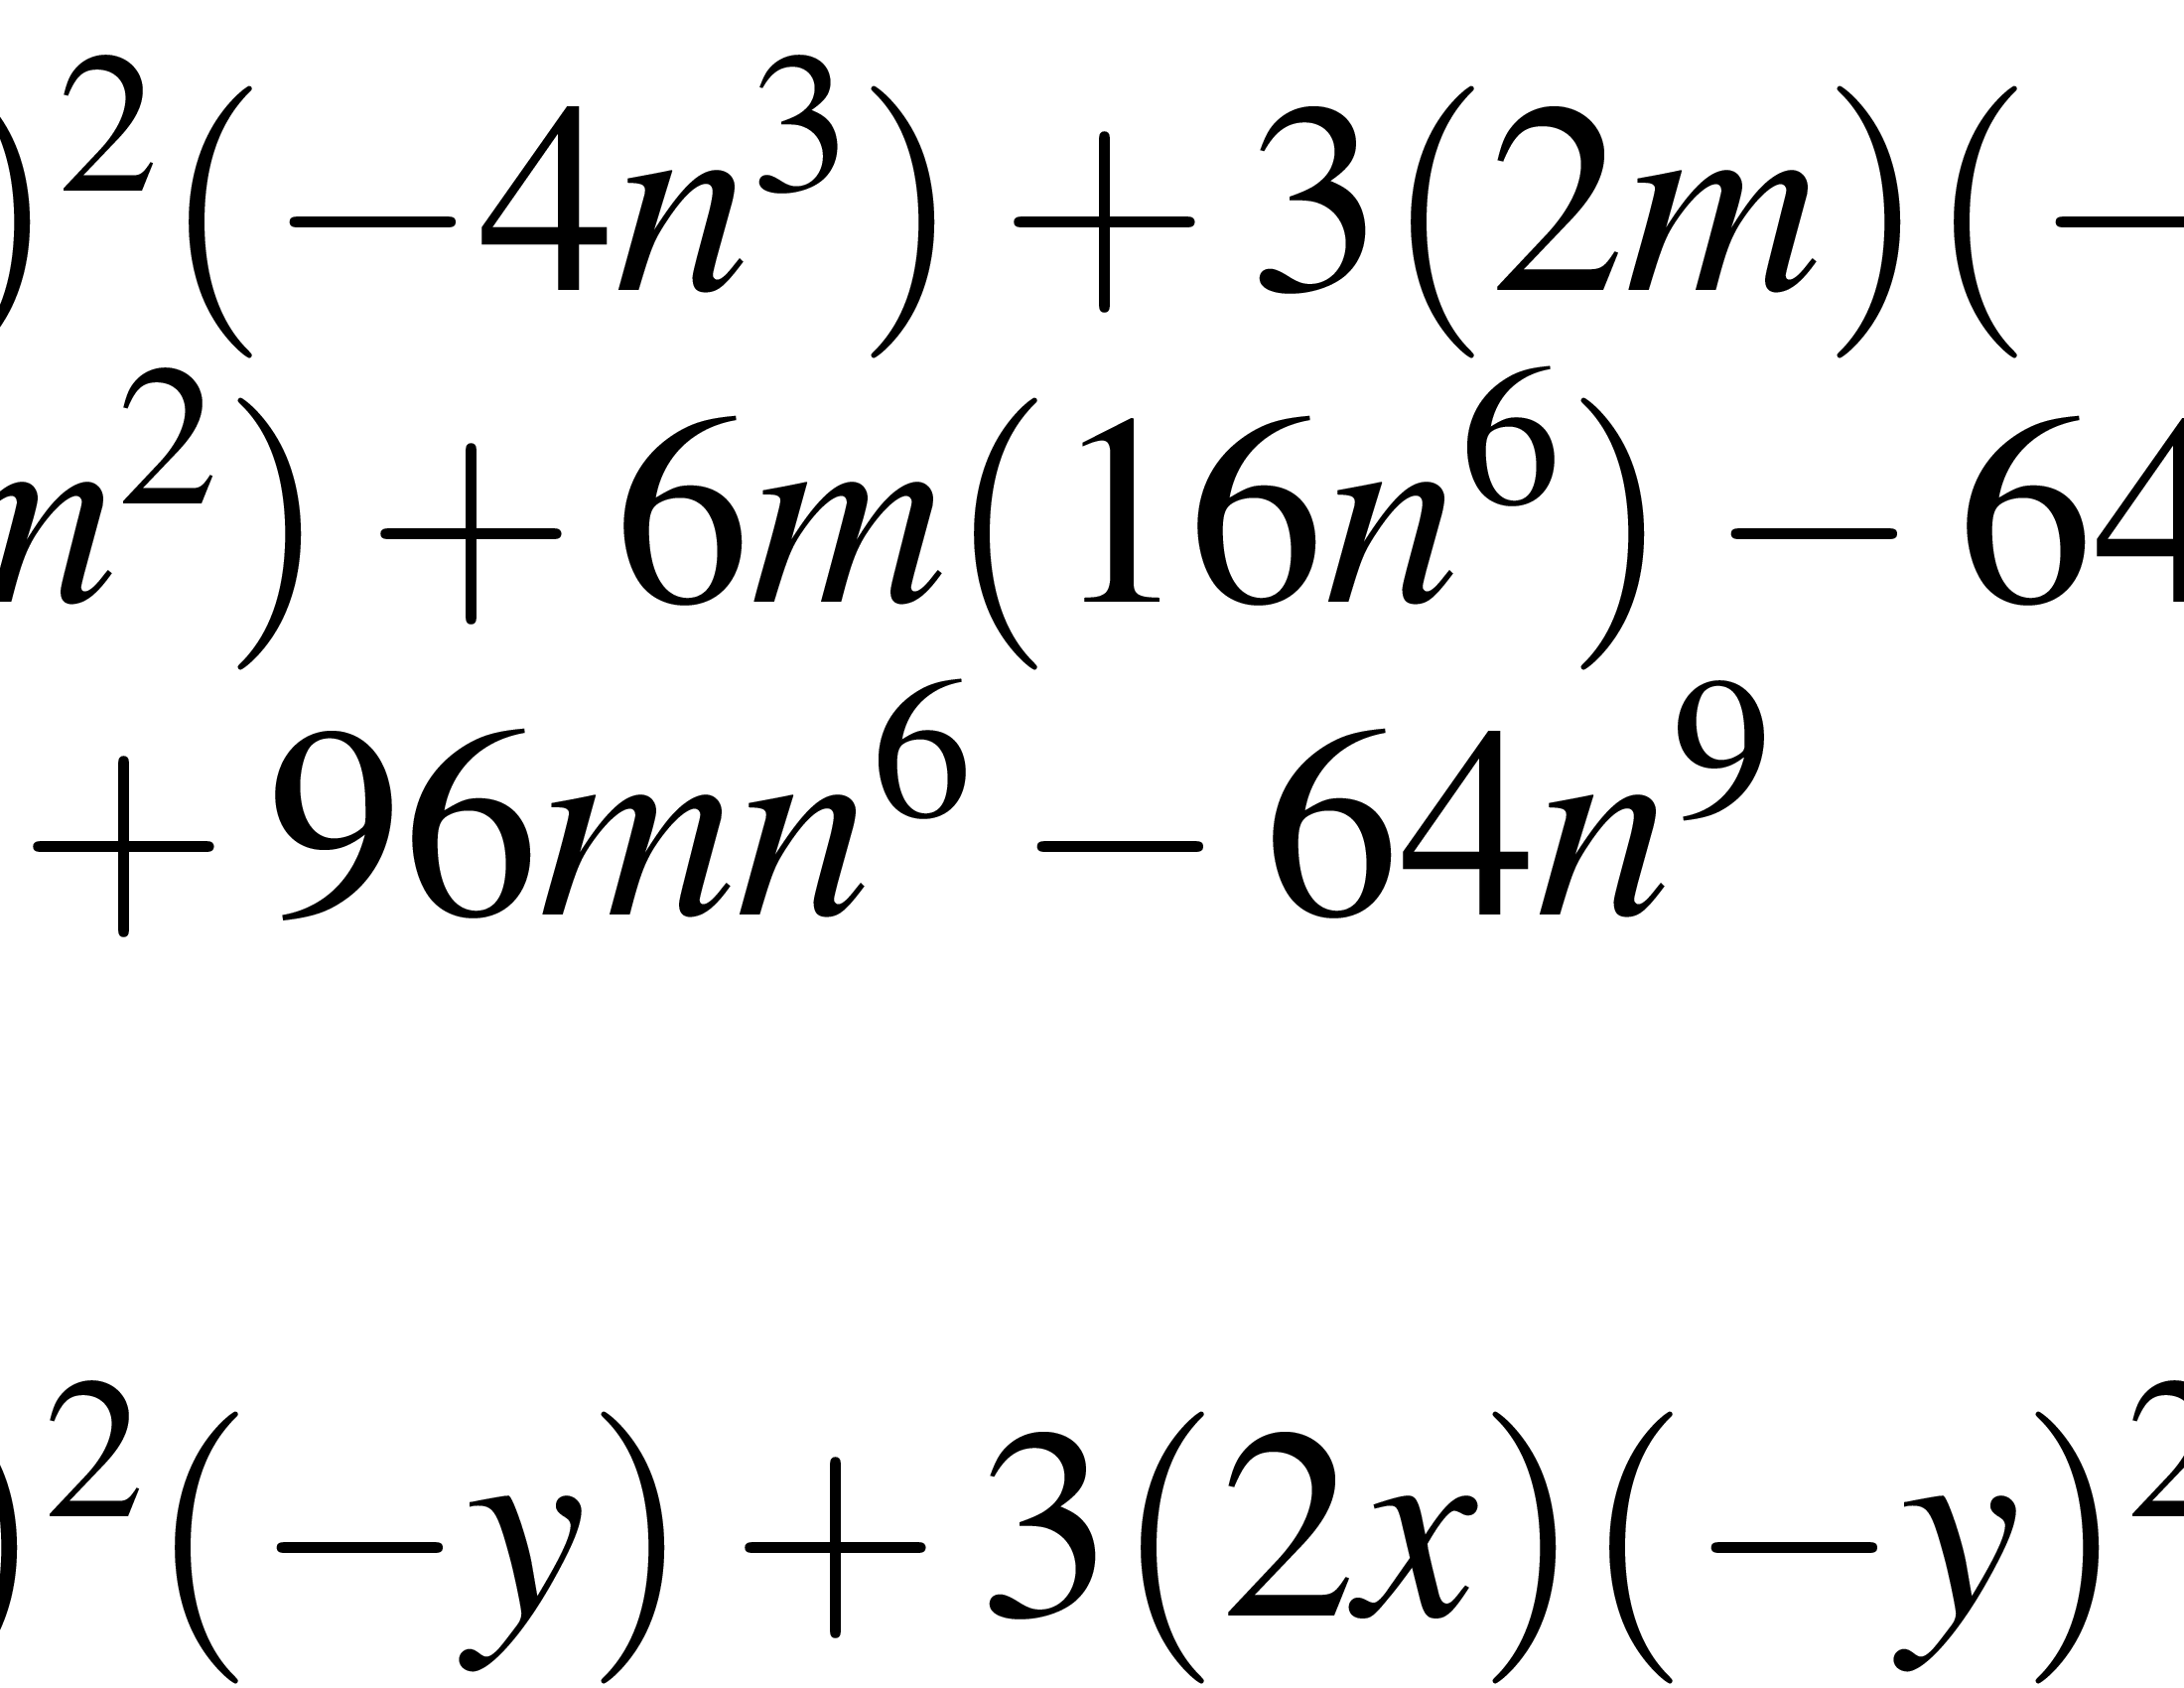 )²(−4n³) + 3(2m)(−
n²) + 6m(16n⁶) − 64
+ 96mn⁶ − 64n⁹
)²(−y) + 3(2x)(−y)²